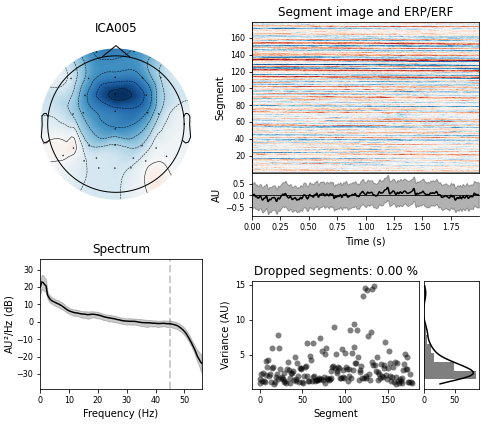 ICA005
Segment image and ERP/ERF
Segment
160
140
120
100
80
60
40
20
AU
0.5
0.0
−0.5
0.00 0.25 0.50 0.75 1.00 1.25 1.50 1.75
Time (s)
Spectrum
AU²/Hz (dB)
30
20
10
0
−10
−20
−30
0 10 20 30 40 50
Frequency (Hz)
Dropped segments: 0.00 %
Variance (AU)
15
10
5
0 50 100 150
Segment
0 50